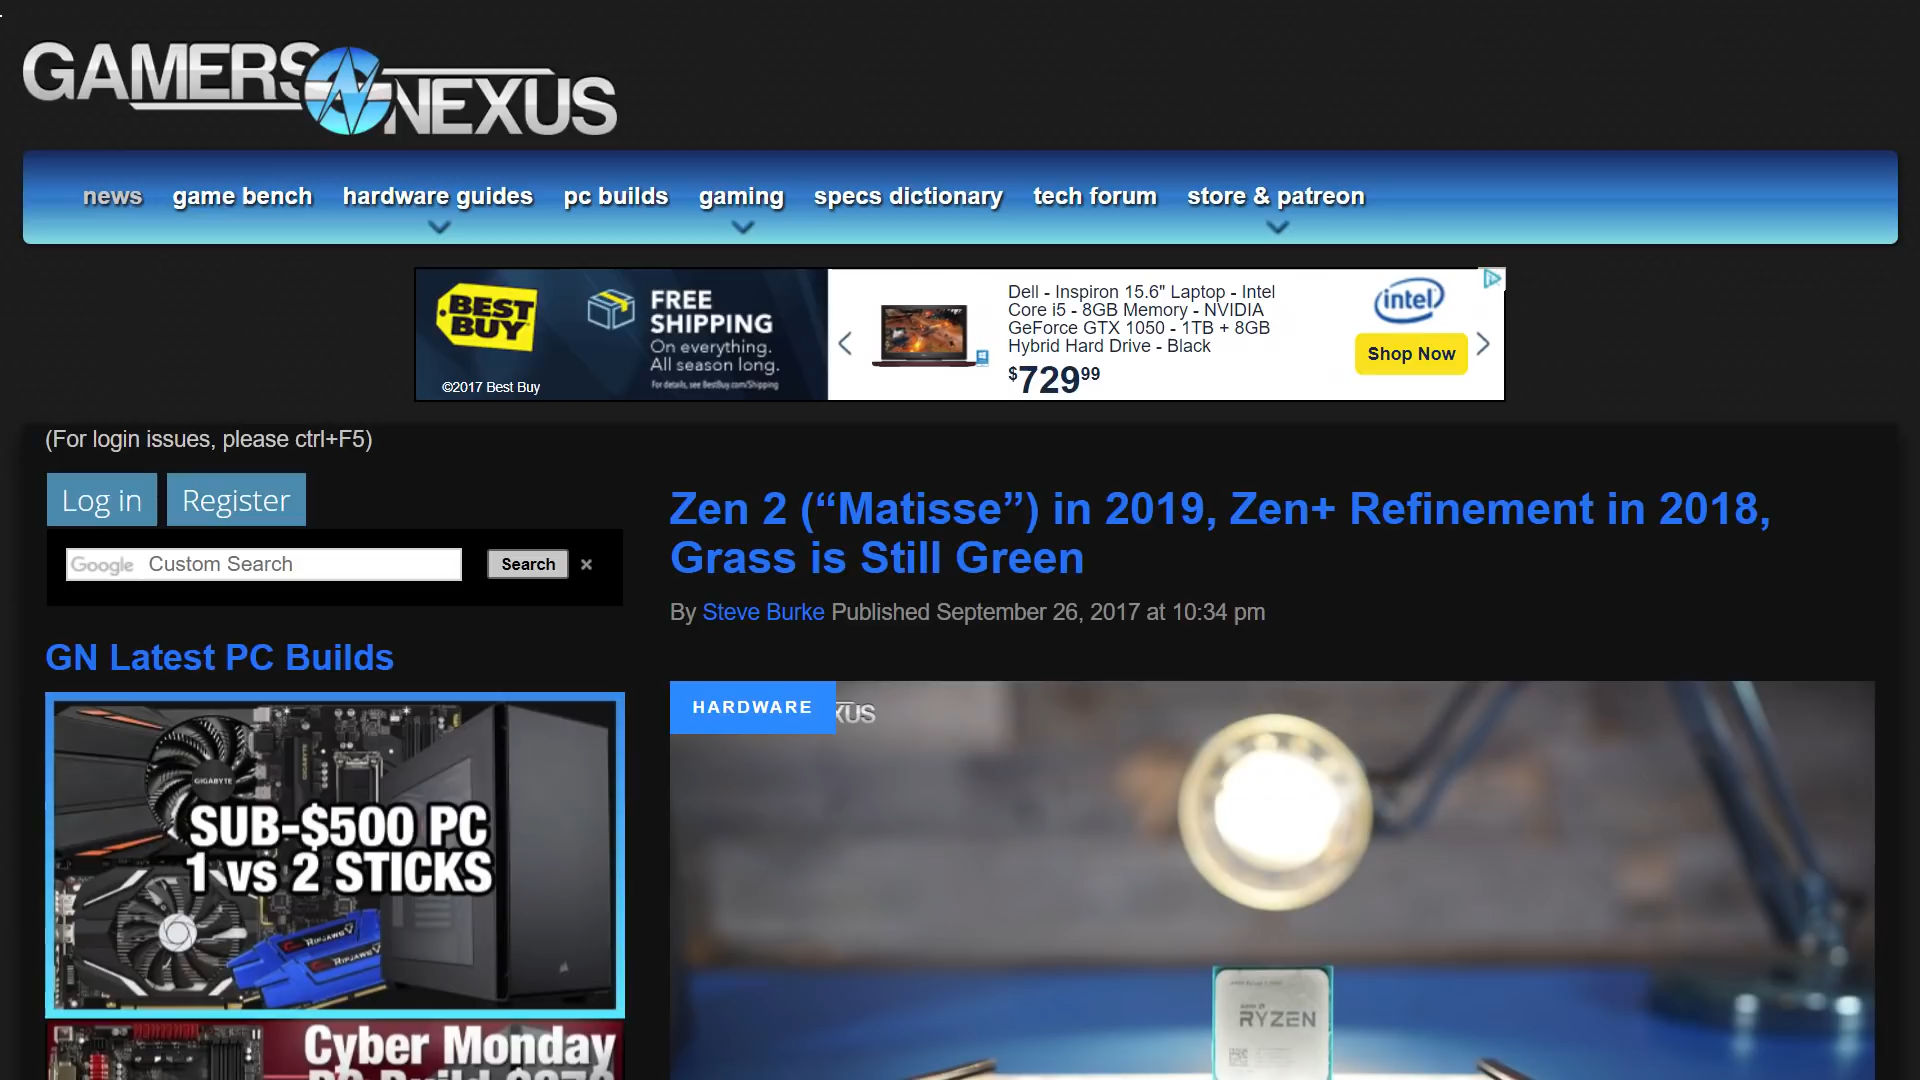 GAMERS NEXUS
news game bench hardware guides pc builds gaming specs dictionary tech forum store & patreon
BEST
BUY
©2017 Best Buy
FREE
SHIPPING
On everything.
All season long.
For details, see BestBuy.com/Shipping
Dell - Inspiron 15.6" Laptop - Intel
Core i5 - 8GB Memory - NVIDIA
GeForce GTX 1050 - 1TB + 8GB
Hybrid Hard Drive - Black
$729 99
intel
Shop Now
(For login issues, please ctrl+F5)
Log in Register
Google Custom Search Search ×
GN Latest PC Builds
GIGABYTE
SUB-$500 PC
1 vs 2 STICKS
RIPJAWS V
RIPJAWS V
Cyber Monday
Zen 2 (“Matisse”) in 2019, Zen+ Refinement in 2018,
Grass is Still Green
By Steve Burke Published September 26, 2017 at 10:34 pm
HARDWARE
XUS
RYZEN